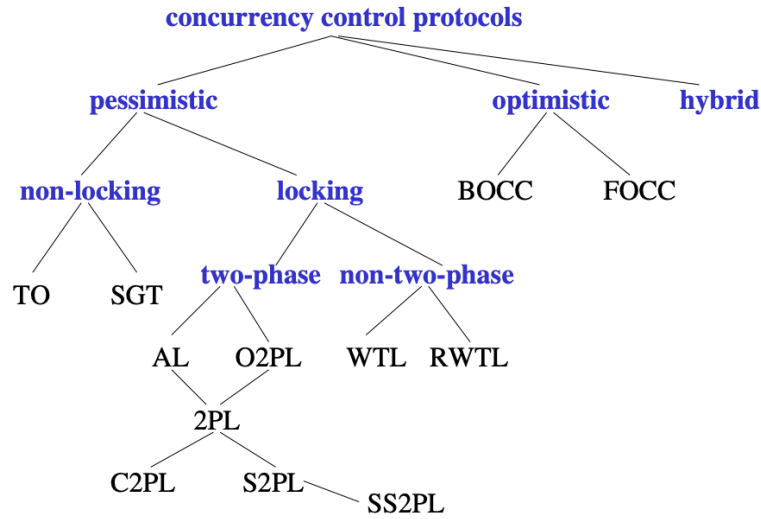 concurrency control protocols
pessimistic optimistic hybrid
non-locking locking BOCC FOCC
two-phase non-two-phase
TO SGT
AL O2PL WTL RWTL
2PL
C2PL S2PL
SS2PL